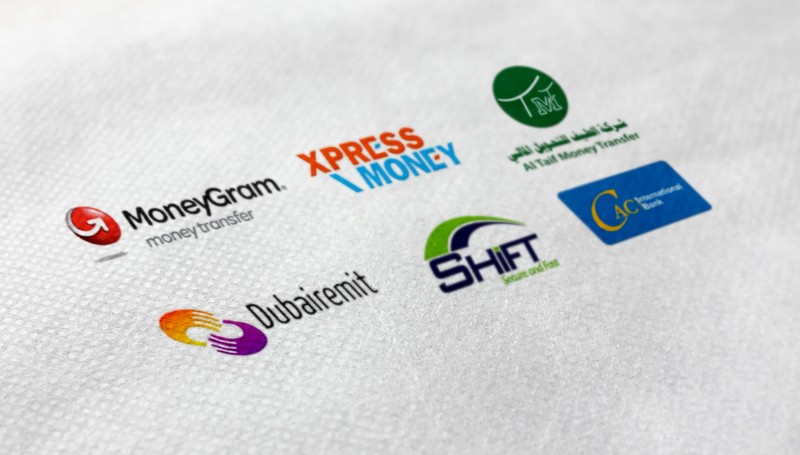 MoneyGram.
money transfer
XPRESS
MONEY
TMT
شركة الطيف للتحويل المالي
Al Taif Money Transfer
Dubairemit
SHIFT
Secure and Fast
CAC International
Bank